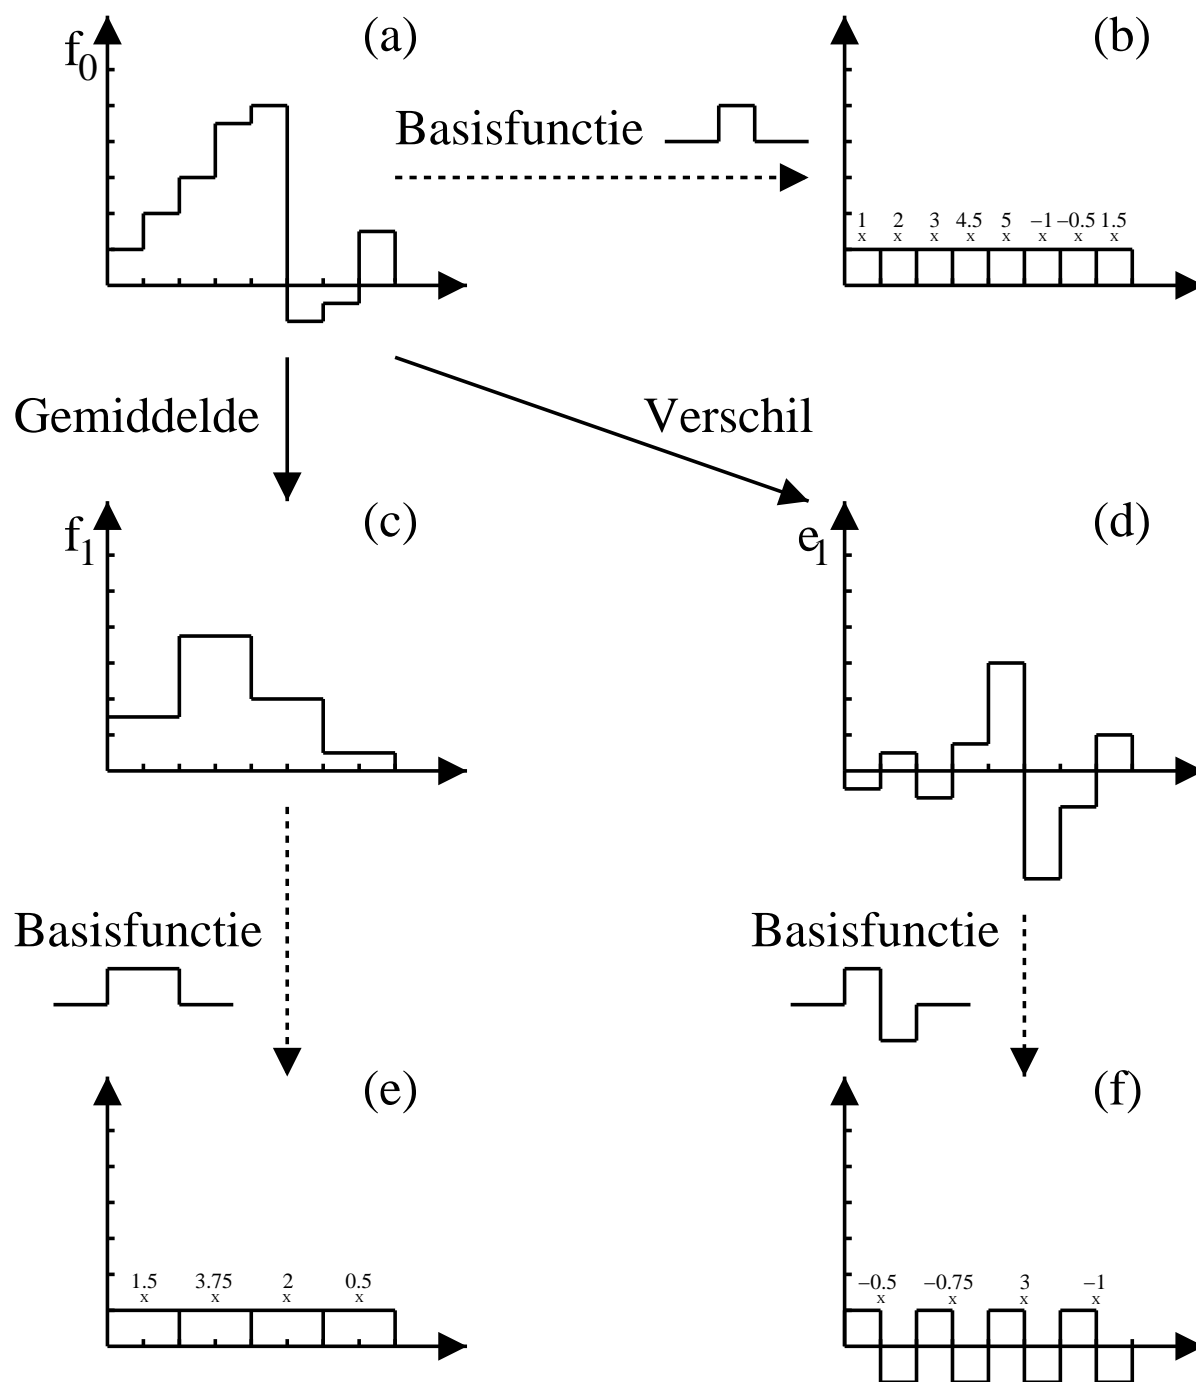 f0
(a)
(b)
Basisfunctie
1 2 3 4.5 5 −1 −0.5 1.5
x x x x x x x x
Gemiddelde
Verschil
f1
(c)
e1
(d)
Basisfunctie
Basisfunctie
(e)
(f)
1.5 3.75 2 0.5
x x x x
−0.5 −0.75 3 −1
x x x x